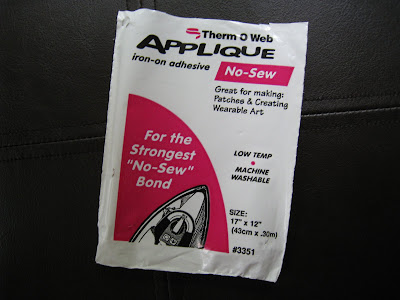 Therm O Web
APPLIQUE
iron-on adhesive
No-Sew
Great for making:
Patches & Creating
Wearable Art
For the
Strongest
"No-Sew"
Bond
LOW TEMP
•
MACHINE
WASHABLE
SIZE:
17" x 12"
(43cm x .30m)
#3351